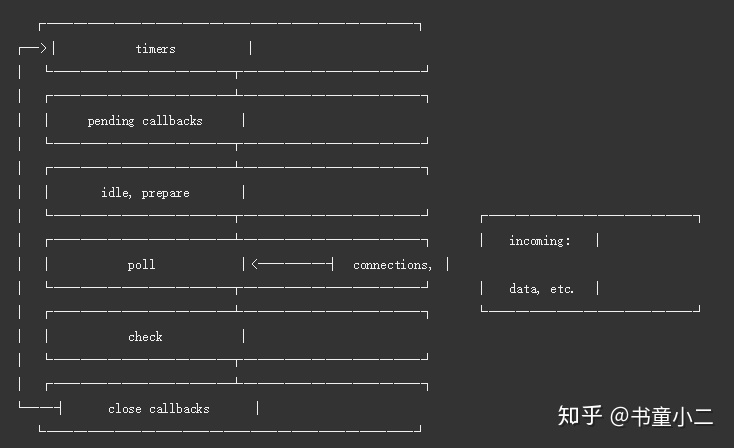 timers
pending callbacks
idle, prepare
incoming:
poll
connections,
data, etc.
check
close callbacks
知乎 @书童小二